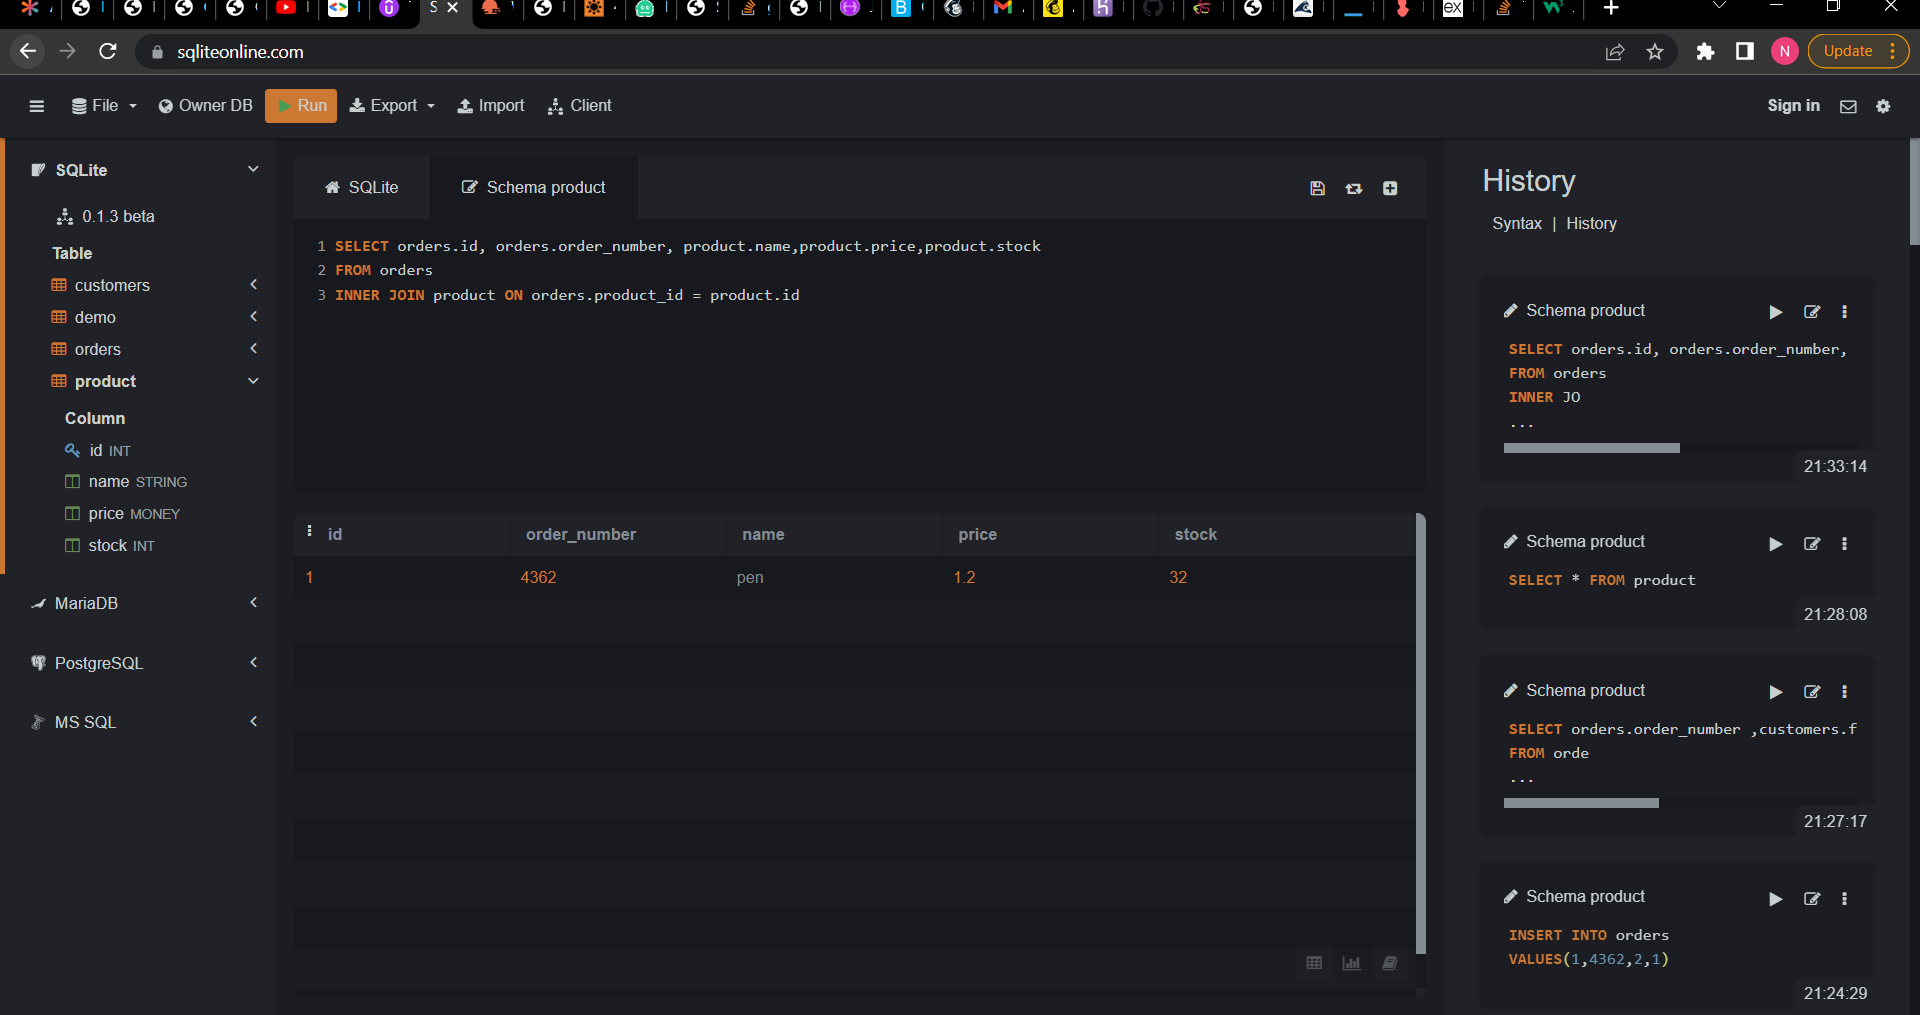 S
B
N
Update
sqliteonline.com
File
Owner DB
Run
Export
Import
Client
Sign in
SQLite
0.1.3 beta
Table
customers
demo
orders
product
Column
id INT
name STRING
price MONEY
stock INT
MariaDB
PostgreSQL
MS SQL
SQLite
Schema product
1 SELECT orders.id, orders.order_number, product.name,product.price,product.stock
2 FROM orders
3 INNER JOIN product ON orders.product_id = product.id
id order_number name price stock
1 4362 pen 1.2 32
History
Syntax | History
Schema product
SELECT orders.id, orders.order_number,
FROM orders
INNER JO
...
21:33:14
Schema product
SELECT * FROM product
21:28:08
Schema product
SELECT orders.order_number ,customers.f
FROM orde
...
21:27:17
Schema product
INSERT INTO orders
VALUES(1,4362,2,1)
21:24:29